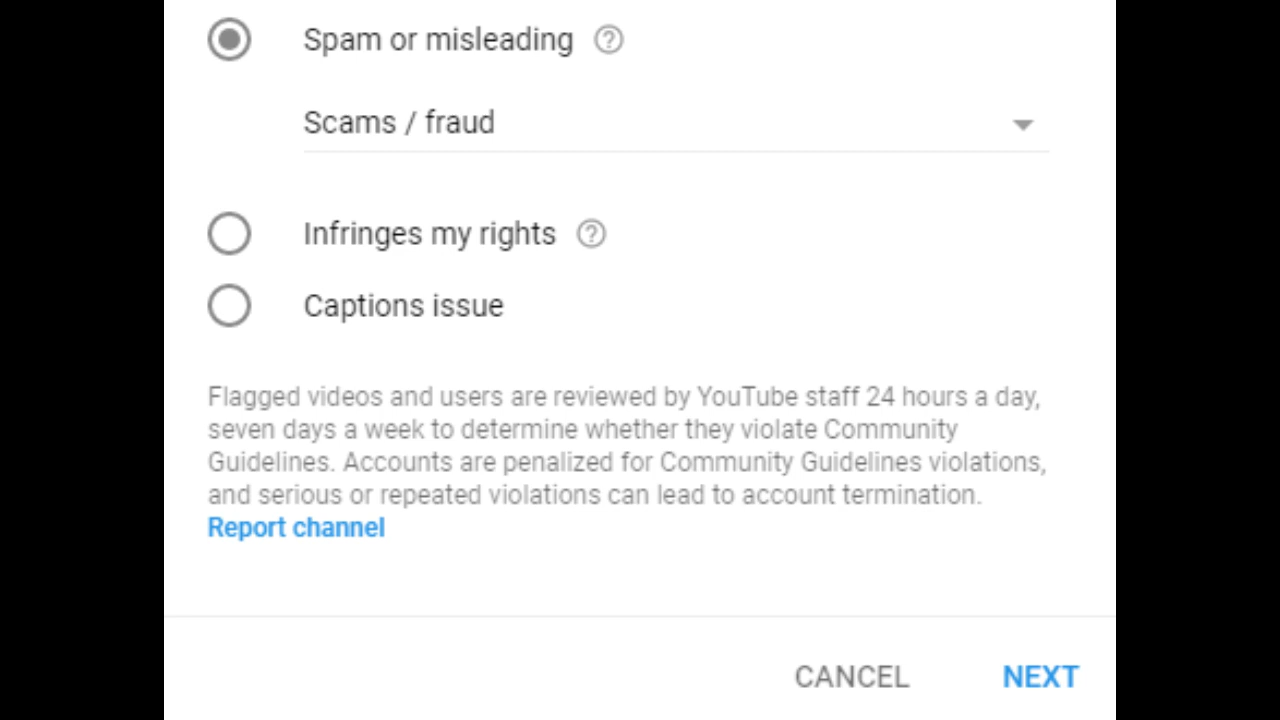 Spam or misleading
Scams / fraud
Infringes my rights
Captions issue
Flagged videos and users are reviewed by YouTube staff 24 hours a day,
seven days a week to determine whether they violate Community
Guidelines. Accounts are penalized for Community Guidelines violations,
and serious or repeated violations can lead to account termination.
Report channel
CANCEL NEXT